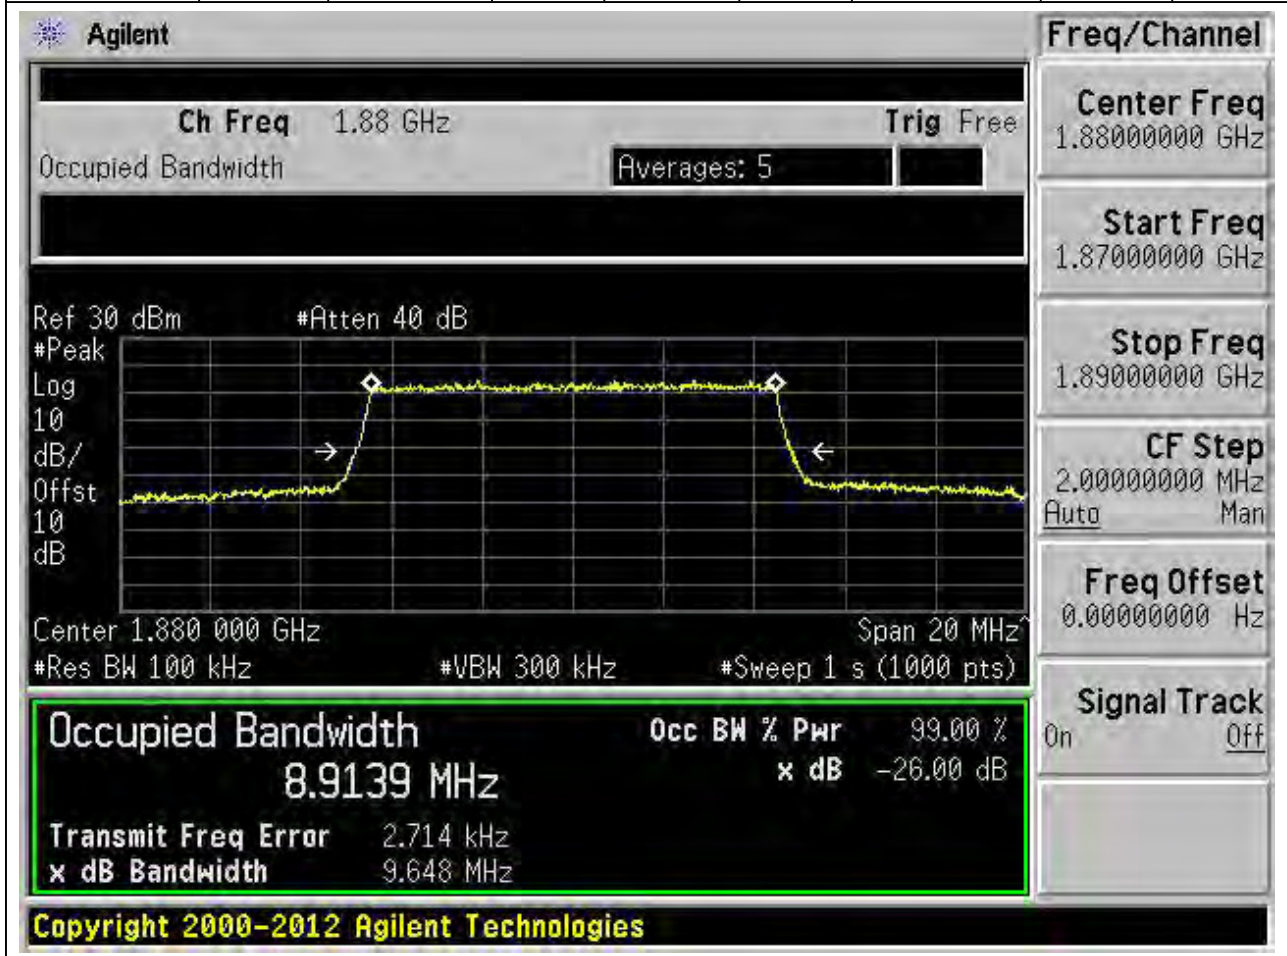 Agilent
Freq/Channel
Ch Freq 1.88 GHz Trig Free
Occupied Bandwidth Averages: 5
Center Freq
1.88000000 GHz
Start Freq
1.87000000 GHz
Stop Freq
1.89000000 GHz
CF Step
2.00000000 MHz
Auto Man
Freq Offset
0.00000000 Hz
Signal Track
On Off
Ref 30 dBm #Atten 40 dB
#Peak
Log
10
dB/
Offst
10
dB
Center 1.880 000 GHz Span 20 MHz^
#Res BW 100 kHz #VBW 300 kHz #Sweep 1 s (1000 pts)
Occupied Bandwidth Occ BW % Pwr 99.00 %
8.9139 MHz x dB -26.00 dB
Transmit Freq Error 2.714 kHz
x dB Bandwidth 9.648 MHz
Copyright 2000-2012 Agilent Technologies